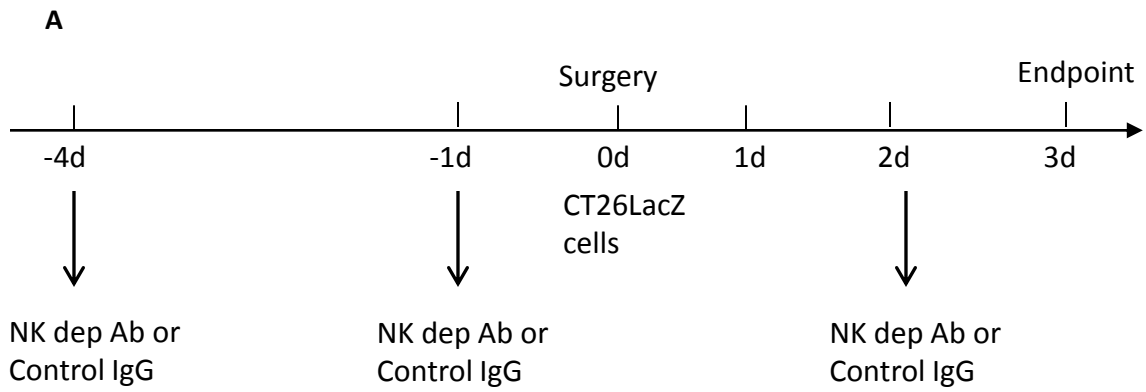 A
Surgery
Endpoint
-4d
-1d
0d
1d
2d
3d
CT26LacZ
cells
NK dep Ab or
Control IgG
NK dep Ab or
Control IgG
NK dep Ab or
Control IgG